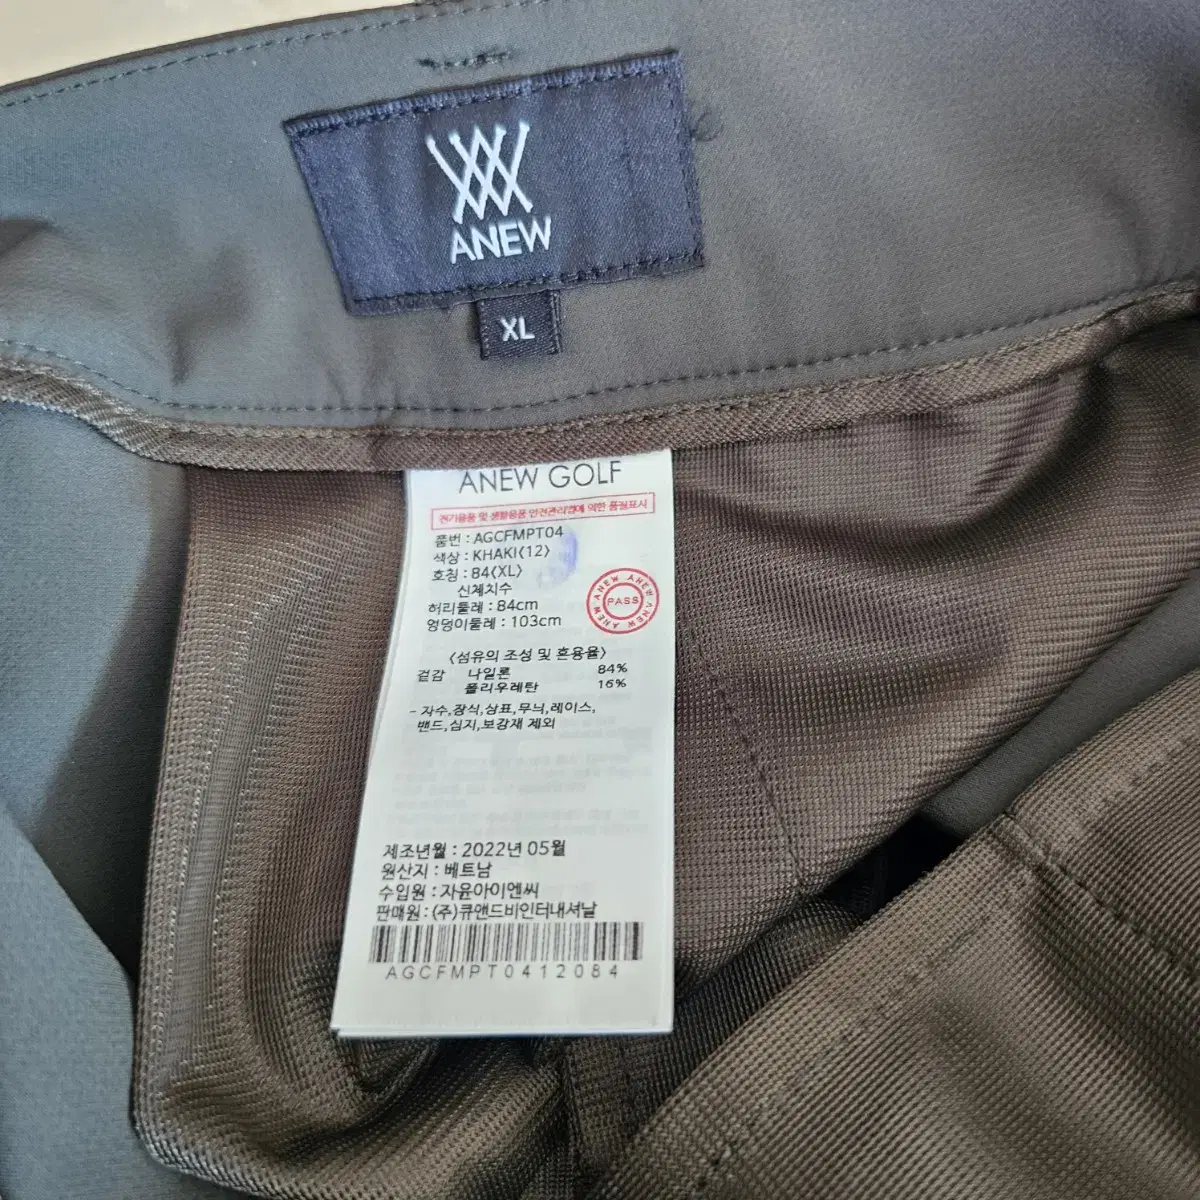 ANEW
XL
ANEW GOLF
전기용품 및 생활용품 안전관리법에 의한 품질표시
품번 : AGCFMPT04
색상 : KHAKI(12)
호칭 : 84(XL)
신체치수
허리둘레 : 84cm
엉덩이둘레 : 103cm
ANEW ANEW ANEW ANEW
PASS
<섬유의 조성 및 혼용율>
겉감 나일론 84%
폴리우레탄 16%
- 자수,장식,상표,무늬,레이스,
밴드,심지,보강재 제외
제조년월 : 2022년 05월
원산지 : 베트남
수입원 : 자윤아이엔씨
판매원 : (주)큐앤드비인터내셔날
AGCFMPT0412084